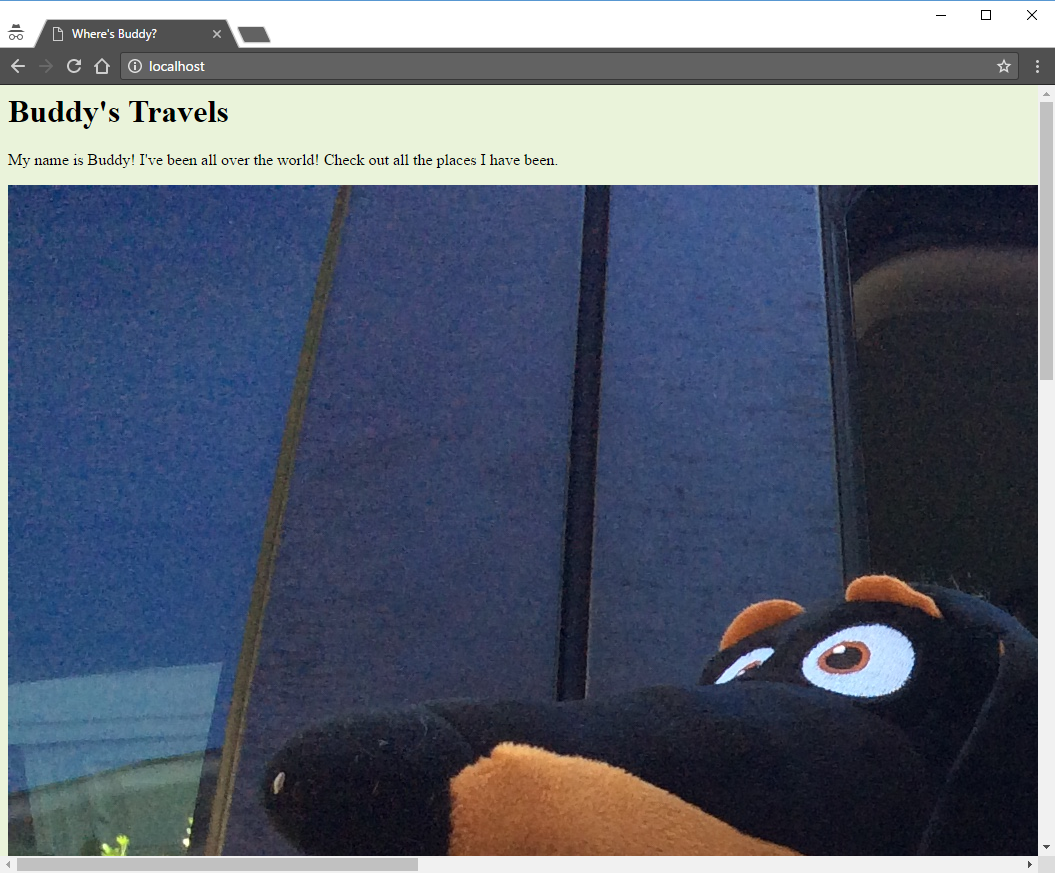 Where's Buddy?
localhost
Buddy's Travels
My name is Buddy! I've been all over the world! Check out all the places I have been.